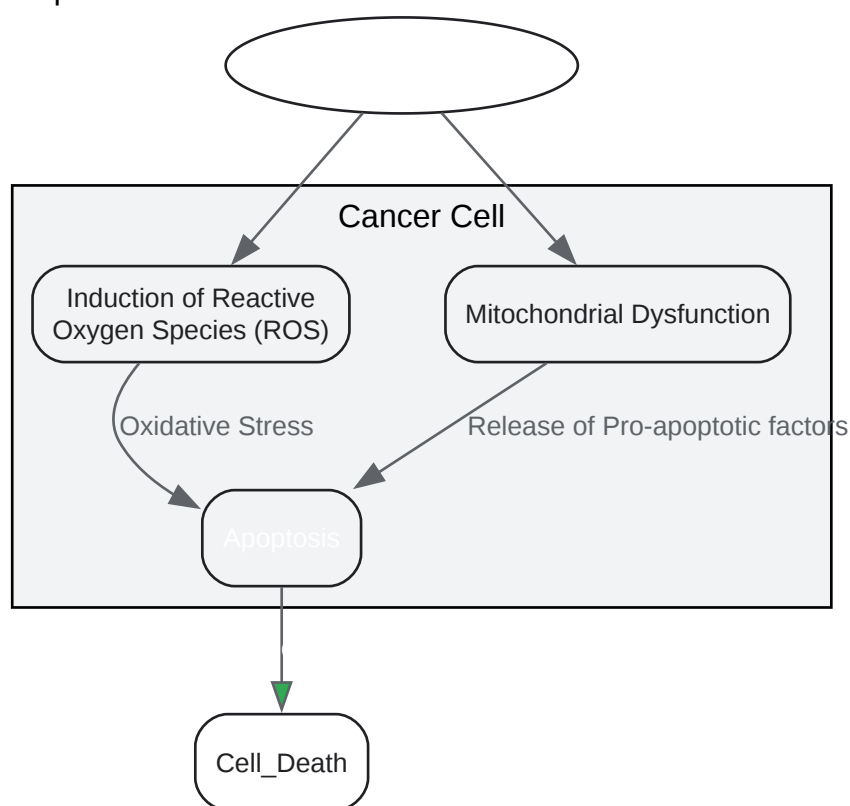 Cancer Cell
Induction of Reactive
Oxygen Species (ROS)
Mitochondrial Dysfunction
Oxidative Stress
Release of Pro-apoptotic factors
Apoptosis
Cell_Death